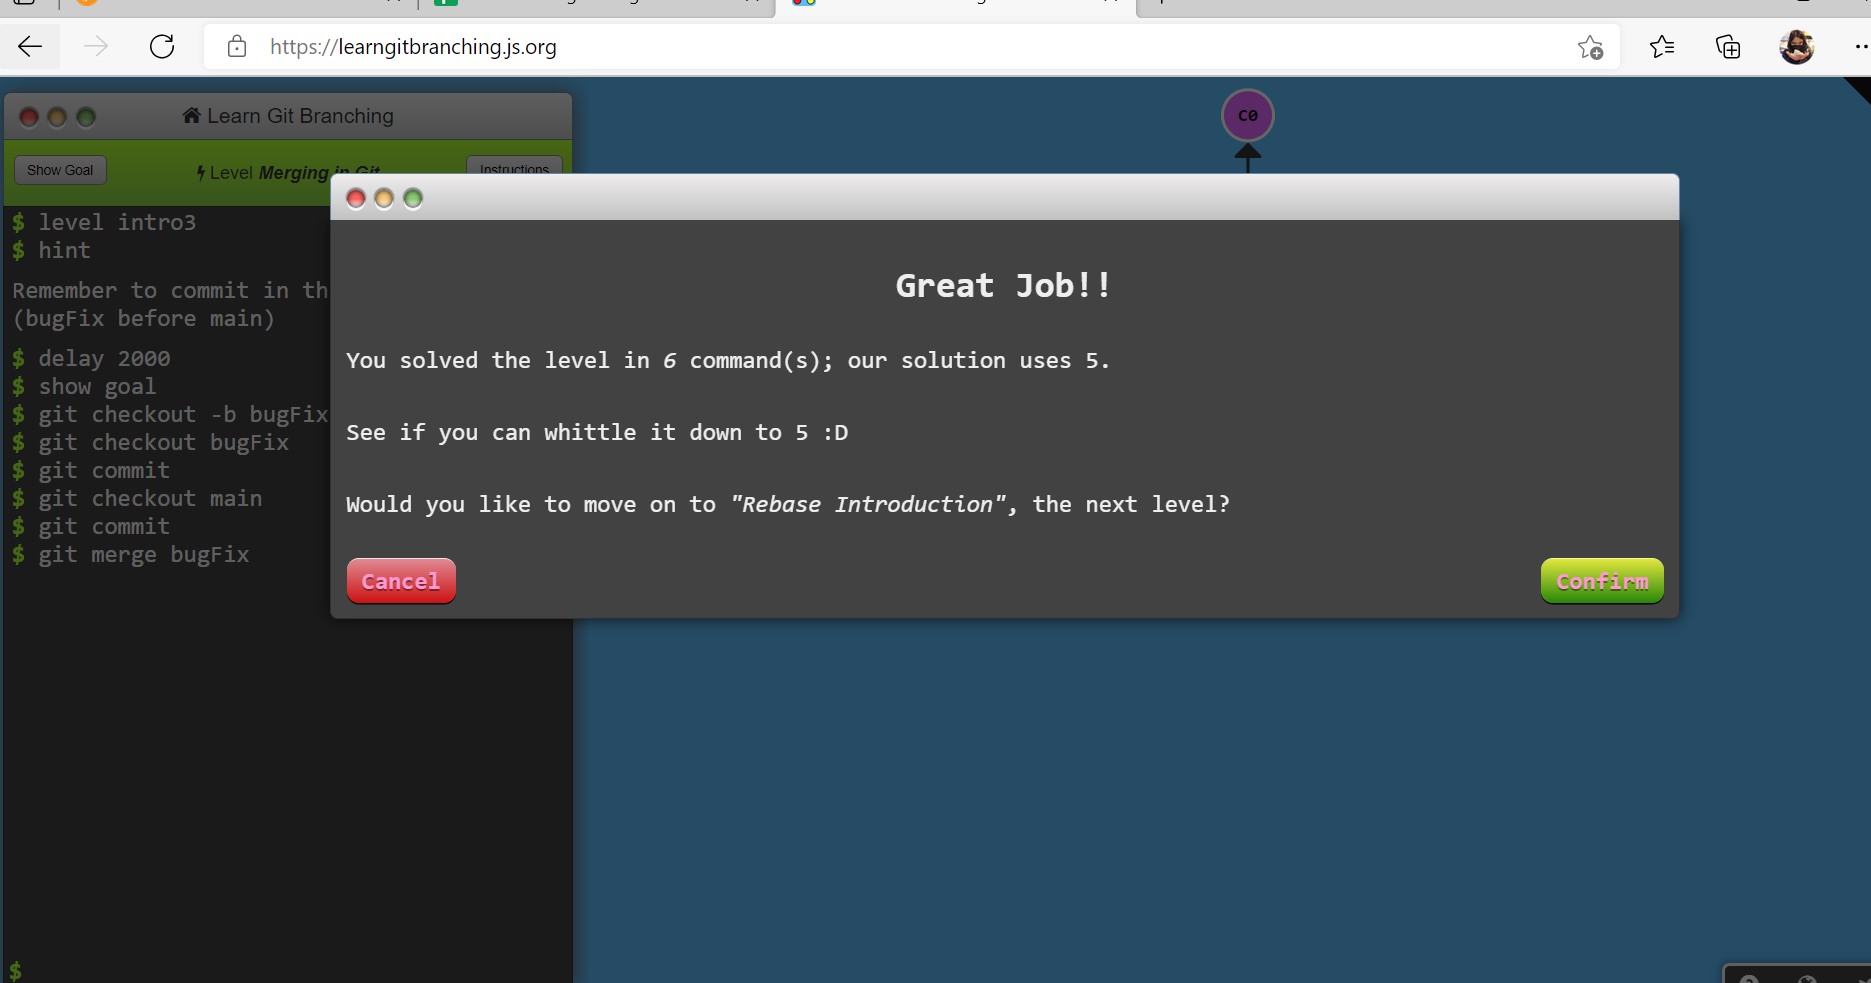 https://learngitbranching.js.org
Learn Git Branching
Show Goal
Level Merging in Git
Instructions
$ level intro3
$ hint
Remember to commit in th
(bugFix before main)
$ delay 2000
$ show goal
$ git checkout -b bugFix
$ git checkout bugFix
$ git commit
$ git checkout main
$ git commit
$ git merge bugFix
$
C0
Great Job!!
You solved the level in 6 command(s); our solution uses 5.
See if you can whittle it down to 5 :D
Would you like to move on to "Rebase Introduction", the next level?
Cancel
Confirm